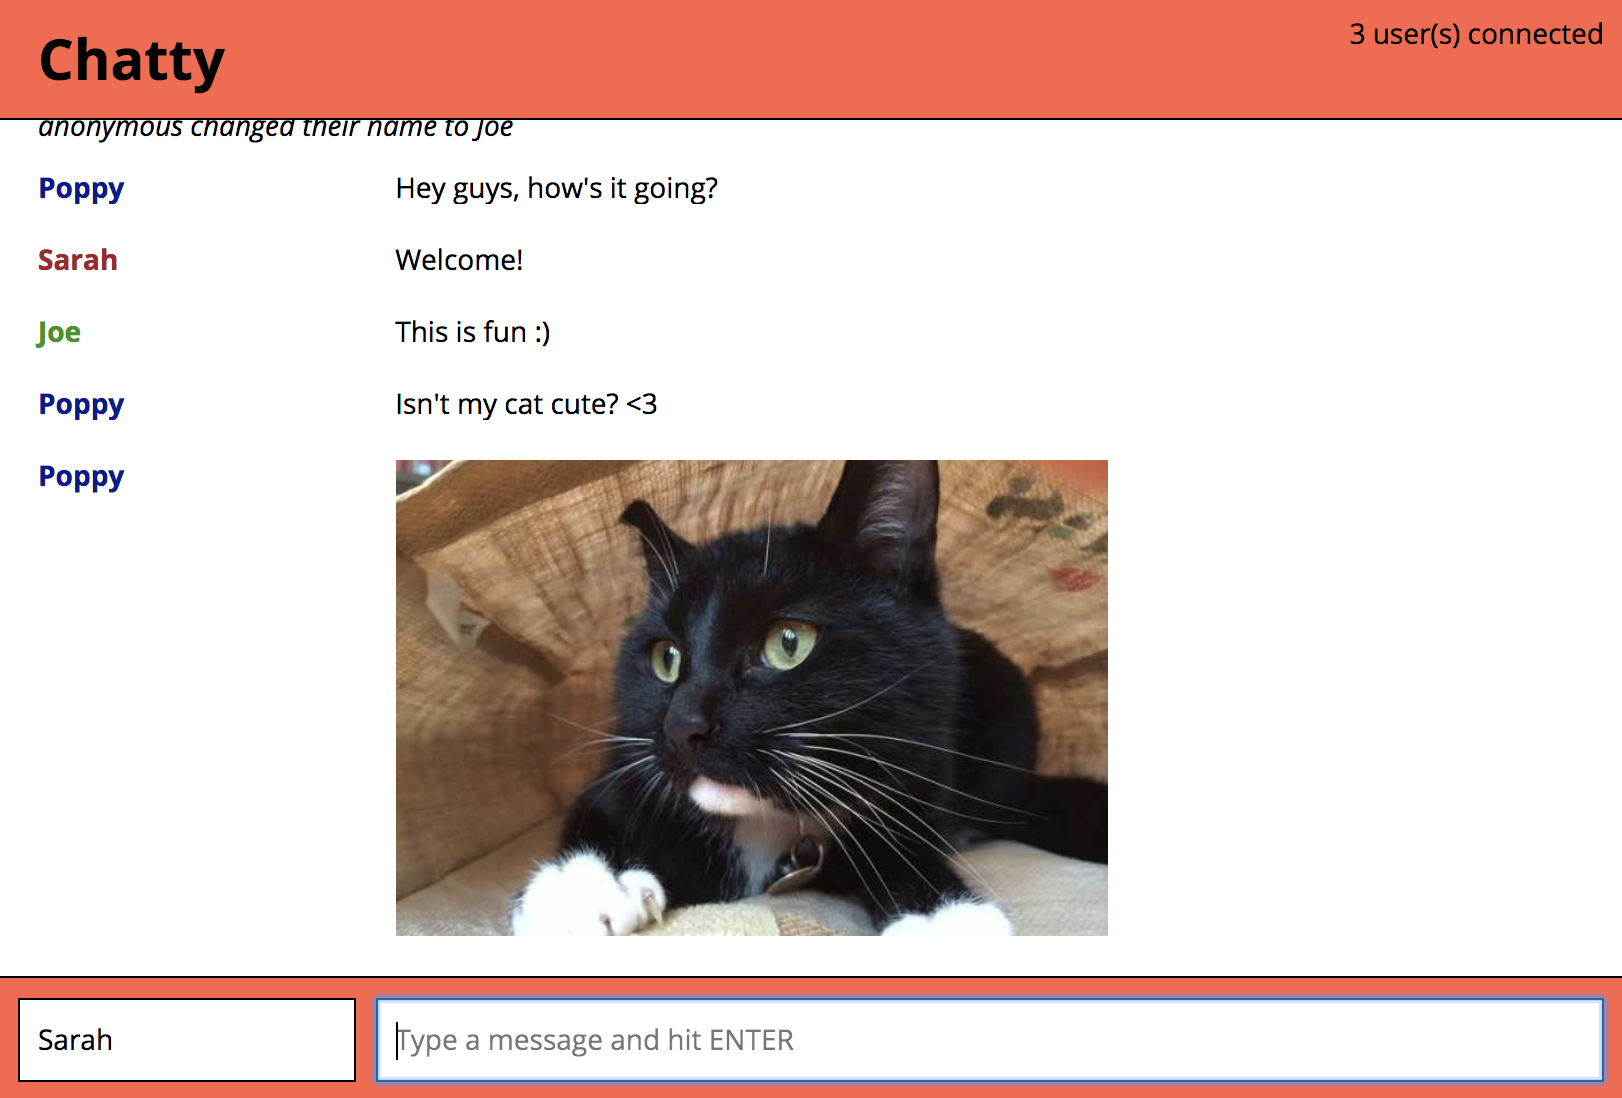 Chatty
3 user(s) connected
anonymous changed their name to Joe
Poppy Hey guys, how's it going?
Sarah Welcome!
Joe This is fun :)
Poppy Isn't my cat cute? <3
Poppy
Sarah
Type a message and hit ENTER